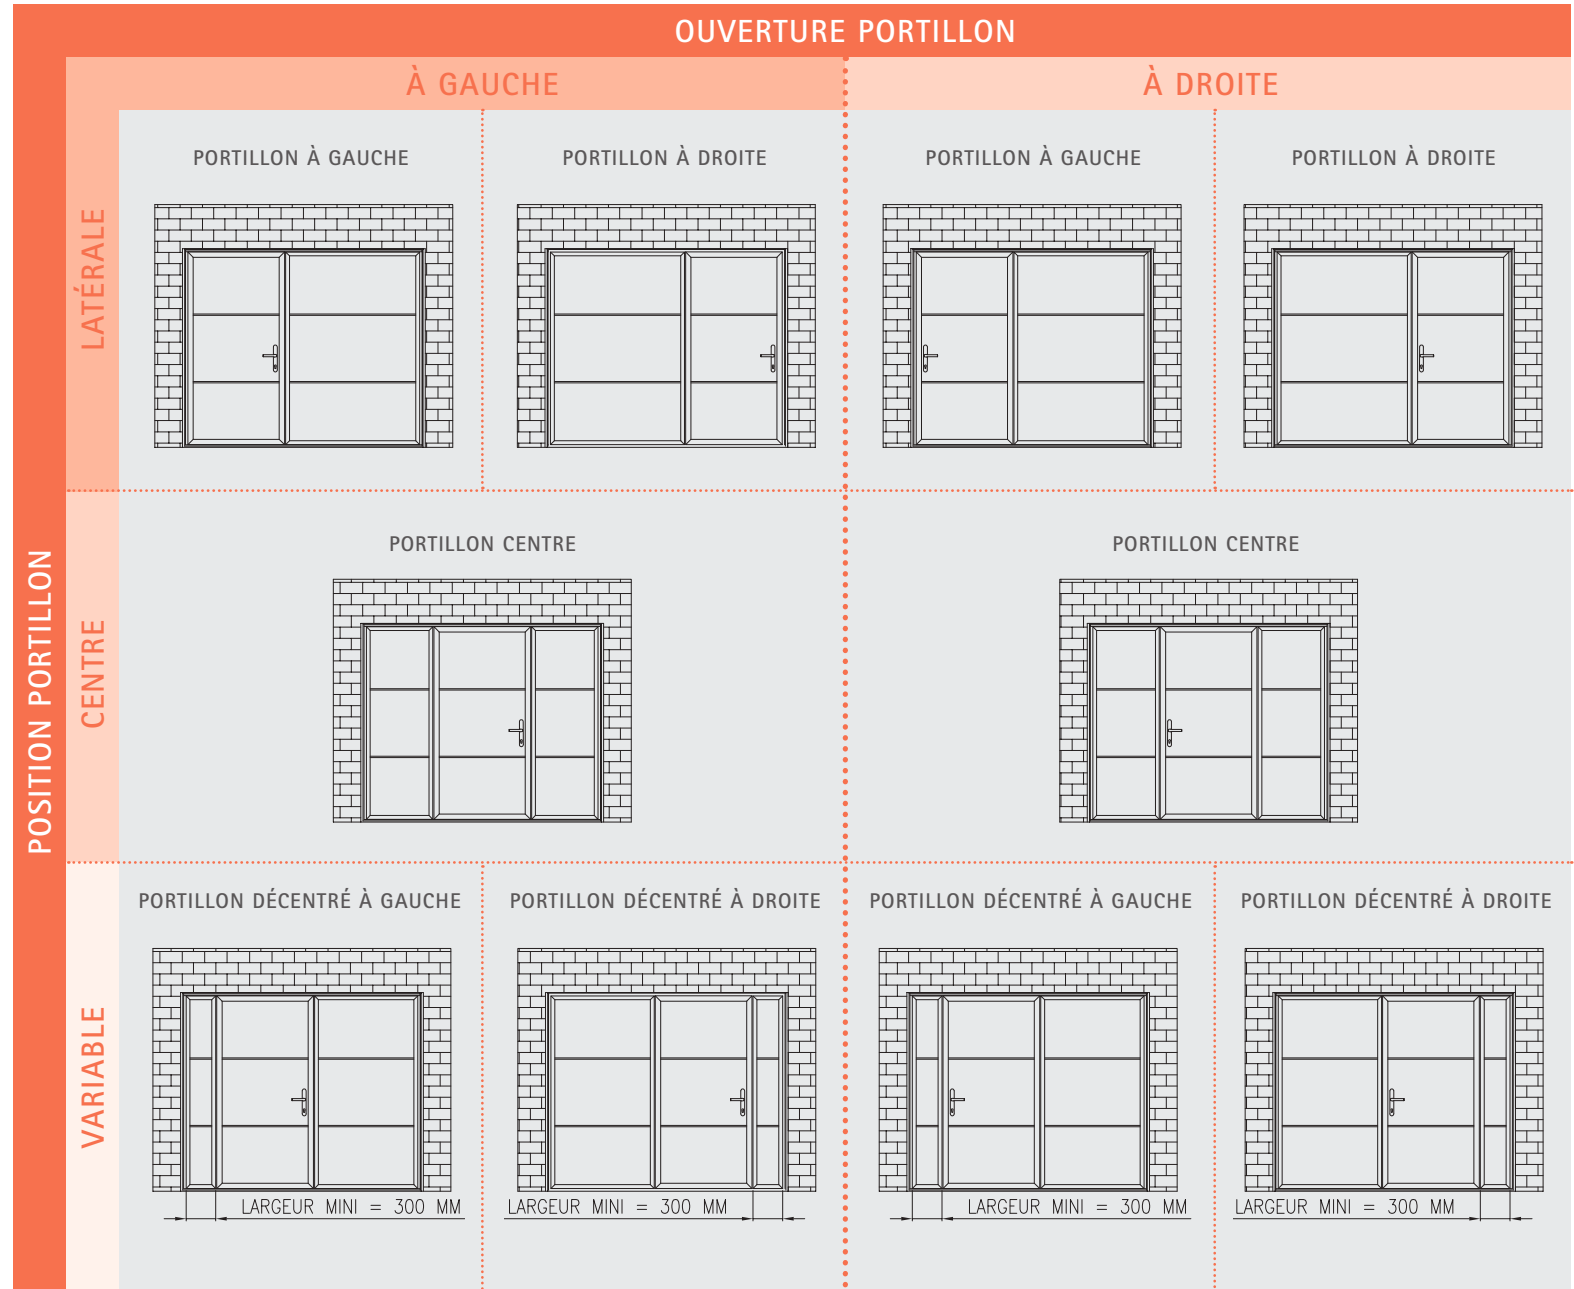 OUVERTURE PORTILLON
À GAUCHE
À DROITE
POSITION PORTILLON
LATÉRALE
PORTILLON À GAUCHE
PORTILLON À DROITE
PORTILLON À GAUCHE
PORTILLON À DROITE
CENTRE
PORTILLON CENTRE
PORTILLON CENTRE
VARIABLE
PORTILLON DÉCENTRÉ À GAUCHE
PORTILLON DÉCENTRÉ À DROITE
PORTILLON DÉCENTRÉ À GAUCHE
PORTILLON DÉCENTRÉ À DROITE
LARGEUR MINI = 300 MM
LARGEUR MINI = 300 MM
LARGEUR MINI = 300 MM
LARGEUR MINI = 300 MM